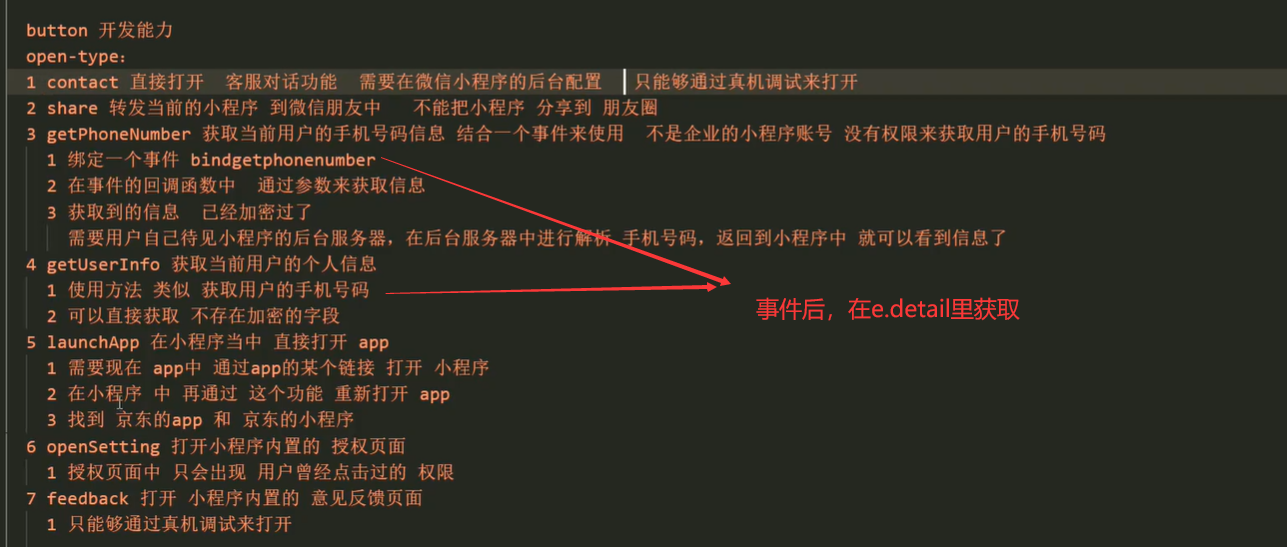 button 开发能力
open-type:
1 contact 直接打开 客服对话功能 需要在微信小程序的后台配置 只能够通过真机调试来打开
2 share 转发当前的小程序 到微信朋友中 不能把小程序 分享到 朋友圈
3 getPhoneNumber 获取当前用户的手机号码信息 结合一个事件来使用 不是企业的小程序账号 没有权限来获取用户的手机号码
1 绑定一个事件 bindgetphonenumber
2 在事件的回调函数中 通过参数来获取信息
3 获取到的信息 已经加密过了
需要用户自己待见小程序的后台服务器，在后台服务器中进行解析 手机号码，返回到小程序中 就可以看到信息了
4 getUserInfo 获取当前用户的个人信息
1 使用方法 类似 获取用户的手机号码
事件后，在e.detail里获取
2 可以直接获取 不存在加密的字段
5 launchApp 在小程序当中 直接打开 app
1 需要现在 app中 通过app的某个链接 打开 小程序
2 在小程序 中 再通过 这个功能 重新打开 app
3 找到 京东的app 和 京东的小程序
6 openSetting 打开小程序内置的 授权页面
1 授权页面中 只会出现 用户曾经点击过的 权限
7 feedback 打开 小程序内置的 意见反馈页面
1 只能够通过真机调试来打开